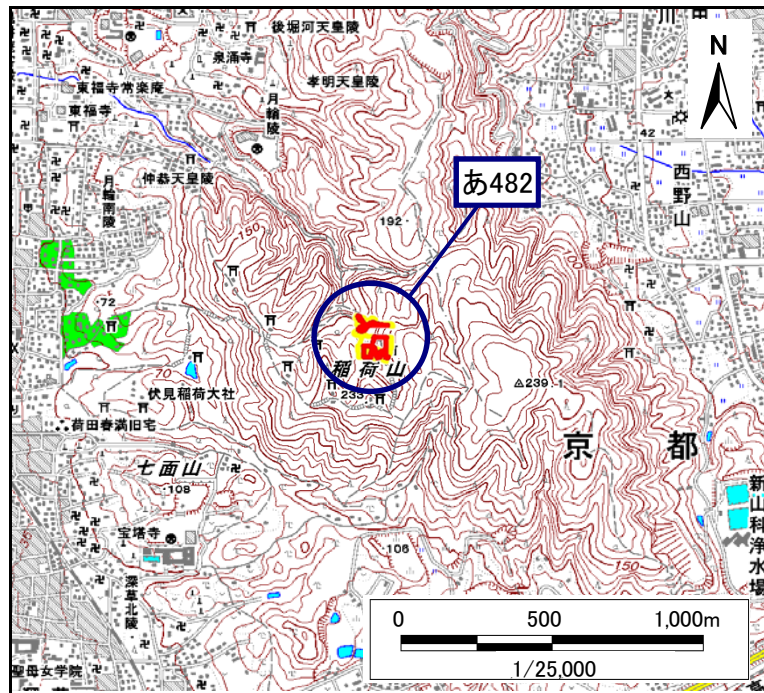 後堀河天皇陵
泉涌寺
孝明天皇陵
N
東福寺常楽庵
東福寺
月輪陵
42
あ482
西野山
仲恭天皇陵
月輪南陵
192
150
72
稲荷山
233
239.1
70
伏見稲荷大社
荷田春満旧宅
京都
七面山
108
新山科浄水場
宝塔寺
106
150
深草北陵
聖母女学院
0 500 1,000m
1/25,000